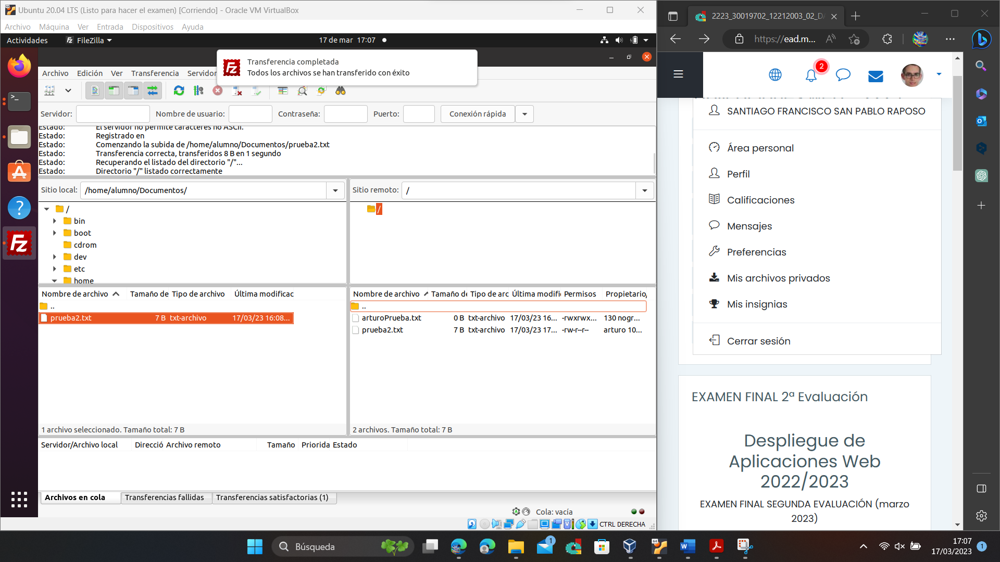 Ubuntu 20.04 LTS (Listo para hacer el examen) [Corriendo] - Oracle VM VirtualBox
Archivo Máquina Ver Entrada Dispositivos Ayuda
Actividades FileZilla 17 de mar 17:07
Transferencia completada
Todos los archivos se han transferido con éxito
Archivo Edición Ver Transferencia Servidor
Servidor: Nombre de usuario: Contraseña: Puerto: Conexión rápida
Estado: El servidor no permite caracteres no ASCII.
Estado: Registrado en
Estado: Comenzando la subida de /home/alumno/Documentos/prueba2.txt
Estado: Transferencia correcta, transferidos 8 B en 1 segundo
Estado: Recuperando el listado del directorio "/"...
Estado: Directorio "/" listado correctamente
Sitio local: /home/alumno/Documentos/
/
bin
boot
cdrom
dev
etc
home
Sitio remoto: /
/
Nombre de archivo Tamaño de Tipo de archivo Última modificac
..
prueba2.txt 7 B txt-archivo 17/03/23 16:08...
1 archivo seleccionado. Tamaño total: 7 B
Nombre de archivo Tamaño de Tipo de arc Última modifi Permisos Propietario/
..
arturoPrueba.txt 0 B txt-archivo 17/03/23 16... -rwxrwx... 130 nogr...
prueba2.txt 7 B txt-archivo 17/03/23 17... -rw-r--r-- arturo 10...
2 archivos. Tamaño total: 7 B
Servidor/Archivo local Direcció Archivo remoto Tamaño Priorida Estado
Archivos en cola Transferencias fallidas Transferencias satisfactorias (1)
Cola: vacía
CTRL DERECHA
2223_30019702_12212003_02_DA
https://ead.m...
2
SANTIAGO FRANCISCO SAN PABLO RAPOSO
Área personal
Perfil
Calificaciones
Mensajes
Preferencias
Mis archivos privados
Mis insignias
Cerrar sesión
EXAMEN FINAL 2ª Evaluación
Despliegue de
Aplicaciones Web
2022/2023
EXAMEN FINAL SEGUNDA EVALUACIÓN (marzo
2023)
Búsqueda
1
17:07
17/03/2023
1